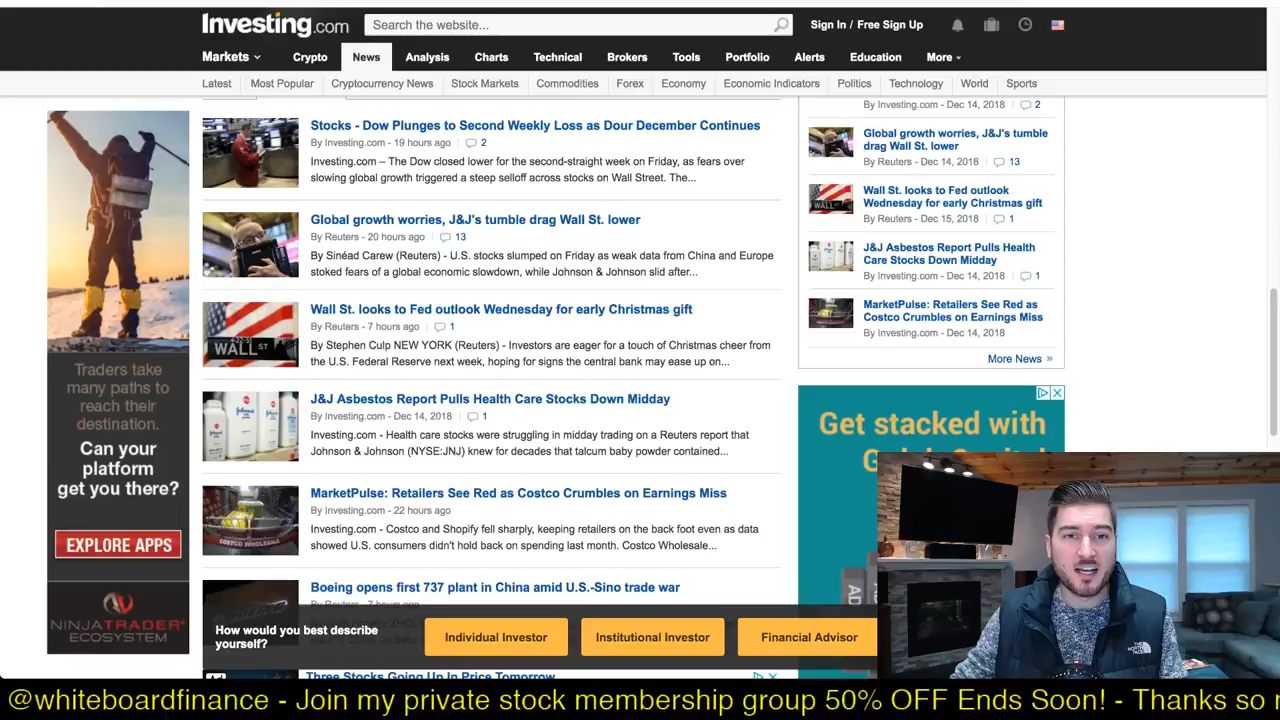 Investing.com
Search the website...
Sign In / Free Sign Up
Markets
Crypto
News
Analysis
Charts
Technical
Brokers
Tools
Portfolio
Alerts
Education
More
Latest
Most Popular
Cryptocurrency News
Stock Markets
Commodities
Forex
Economy
Economic Indicators
Politics
Technology
World
Sports
Traders take
many paths to
reach their
destination.
Can your
platform
get you there?
EXPLORE APPS
NINJATRADER
ECOSYSTEM
Stocks - Dow Plunges to Second Weekly Loss as Dour December Continues
By Investing.com - 19 hours ago 2
Investing.com – The Dow closed lower for the second-straight week on Friday, as fears over
slowing global growth triggered a steep selloff across stocks on Wall Street. The...
Global growth worries, J&J's tumble drag Wall St. lower
By Reuters - 20 hours ago 13
By Sinéad Carew (Reuters) - U.S. stocks slumped on Friday as weak data from China and Europe
stoked fears of a global economic slowdown, while Johnson & Johnson slid after...
WALL ST
Wall St. looks to Fed outlook Wednesday for early Christmas gift
By Reuters - 7 hours ago 1
By Stephen Culp NEW YORK (Reuters) - Investors are eager for a touch of Christmas cheer from
the U.S. Federal Reserve next week, hoping for signs the central bank may ease up on...
J&J Asbestos Report Pulls Health Care Stocks Down Midday
By Investing.com - Dec 14, 2018 1
Investing.com - Health care stocks were struggling in midday trading on a Reuters report that
Johnson & Johnson (NYSE:JNJ) knew for decades that talcum baby powder contained...
COSTCO WHOLESALE
MarketPulse: Retailers See Red as Costco Crumbles on Earnings Miss
By Investing.com - 22 hours ago
Investing.com - Costco and Shopify fell sharply, keeping retailers on the back foot even as data
showed U.S. consumers didn't hold back on spending last month. Costco Wholesale...
Boeing opens first 737 plant in China amid U.S.-Sino trade war
By Reuters - 7 hours ago
How would you best describe
yourself?
Individual Investor
Institutional Investor
Financial Advisor
Ad
Three Stocks Going Up In Price Tomorrow
By Investing.com - Dec 14, 2018 2
Global growth worries, J&J's tumble
drag Wall St. lower
By Reuters - Dec 14, 2018 13
Wall St. looks to Fed outlook
Wednesday for early Christmas gift
By Reuters - Dec 15, 2018 1
J&J Asbestos Report Pulls Health
Care Stocks Down Midday
By Investing.com - Dec 14, 2018 1
MarketPulse: Retailers See Red as
Costco Crumbles on Earnings Miss
By Investing.com - Dec 14, 2018
More News »
Get stacked with
AD
@whiteboardfinance - Join my private stock membership group 50% OFF Ends Soon! - Thanks so